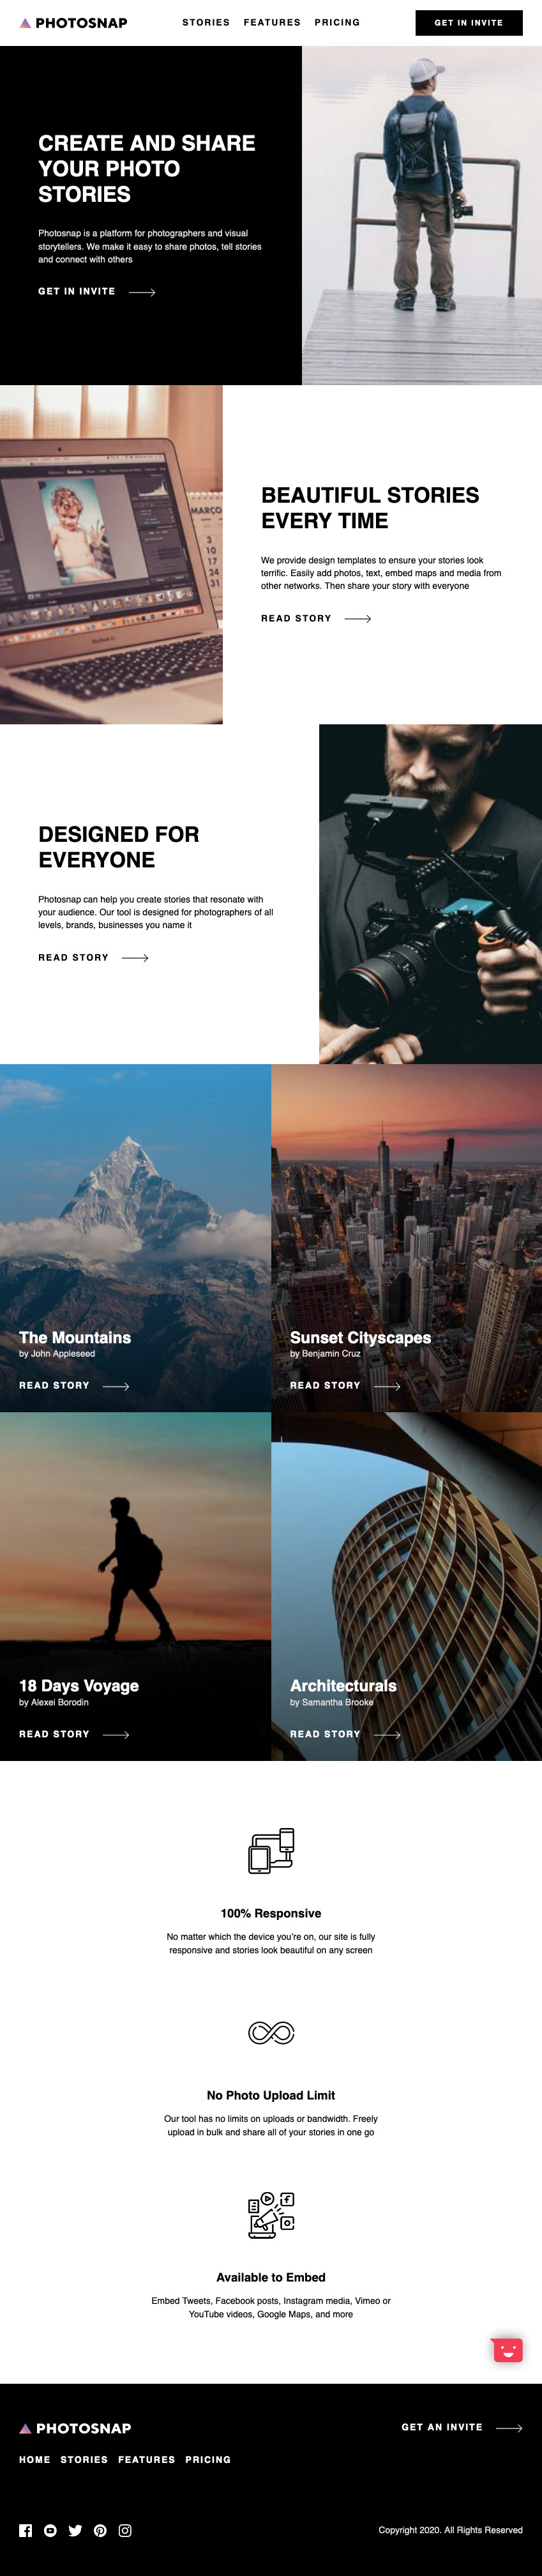 PHOTOSNAP
STORIES FEATURES PRICING
GET IN INVITE
CREATE AND SHARE
YOUR PHOTO
STORIES
Photosnap is a platform for photographers and visual
storytellers. We make it easy to share photos, tell stories
and connect with others
GET IN INVITE
MARÇO
3
10
17
24
31
BEAUTIFUL STORIES
EVERY TIME
We provide design templates to ensure your stories look
terrific. Easily add photos, text, embed maps and media from
other networks. Then share your story with everyone
READ STORY
DESIGNED FOR
EVERYONE
Photosnap can help you create stories that resonate with
your audience. Our tool is designed for photographers of all
levels, brands, businesses you name it
READ STORY
The Mountains
by John Appleseed
READ STORY
Sunset Cityscapes
by Benjamin Cruz
READ STORY
18 Days Voyage
by Alexei Borodin
READ STORY
Architecturals
by Samantha Brooke
READ STORY
100% Responsive
No matter which the device you're on, our site is fully
responsive and stories look beautiful on any screen
No Photo Upload Limit
Our tool has no limits on uploads or bandwidth. Freely
upload in bulk and share all of your stories in one go
Available to Embed
Embed Tweets, Facebook posts, Instagram media, Vimeo or
YouTube videos, Google Maps, and more
PHOTOSNAP
GET AN INVITE
HOME STORIES FEATURES PRICING
Copyright 2020. All Rights Reserved